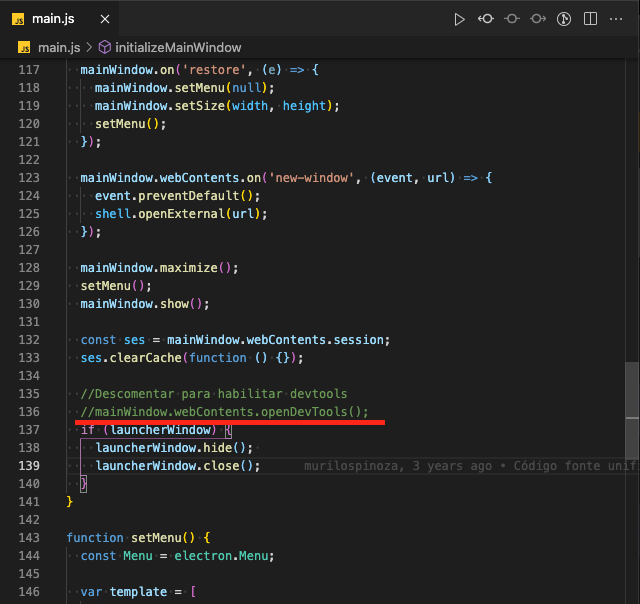 JS main.js ×
JS main.js > initializeMainWindow
117 mainWindow.on('restore', (e) => {
118 mainWindow.setMenu(null);
119 mainWindow.setSize(width, height);
120 setMenu();
121 });
122
123 mainWindow.webContents.on('new-window', (event, url) => {
124 event.preventDefault();
125 shell.openExternal(url);
126 });
127
128 mainWindow.maximize();
129 setMenu();
130 mainWindow.show();
131
132 const ses = mainWindow.webContents.session;
133 ses.clearCache(function () {});
134
135 //Descomentar para habilitar devtools
136 //mainWindow.webContents.openDevTools();
137 if (launcherWindow) {
138 launcherWindow.hide();
139 launcherWindow.close(); murilospinoza, 3 years ago • Código fonte unif
140 }
141 }
142
143 function setMenu() {
144 const Menu = electron.Menu;
145
146 var template = [